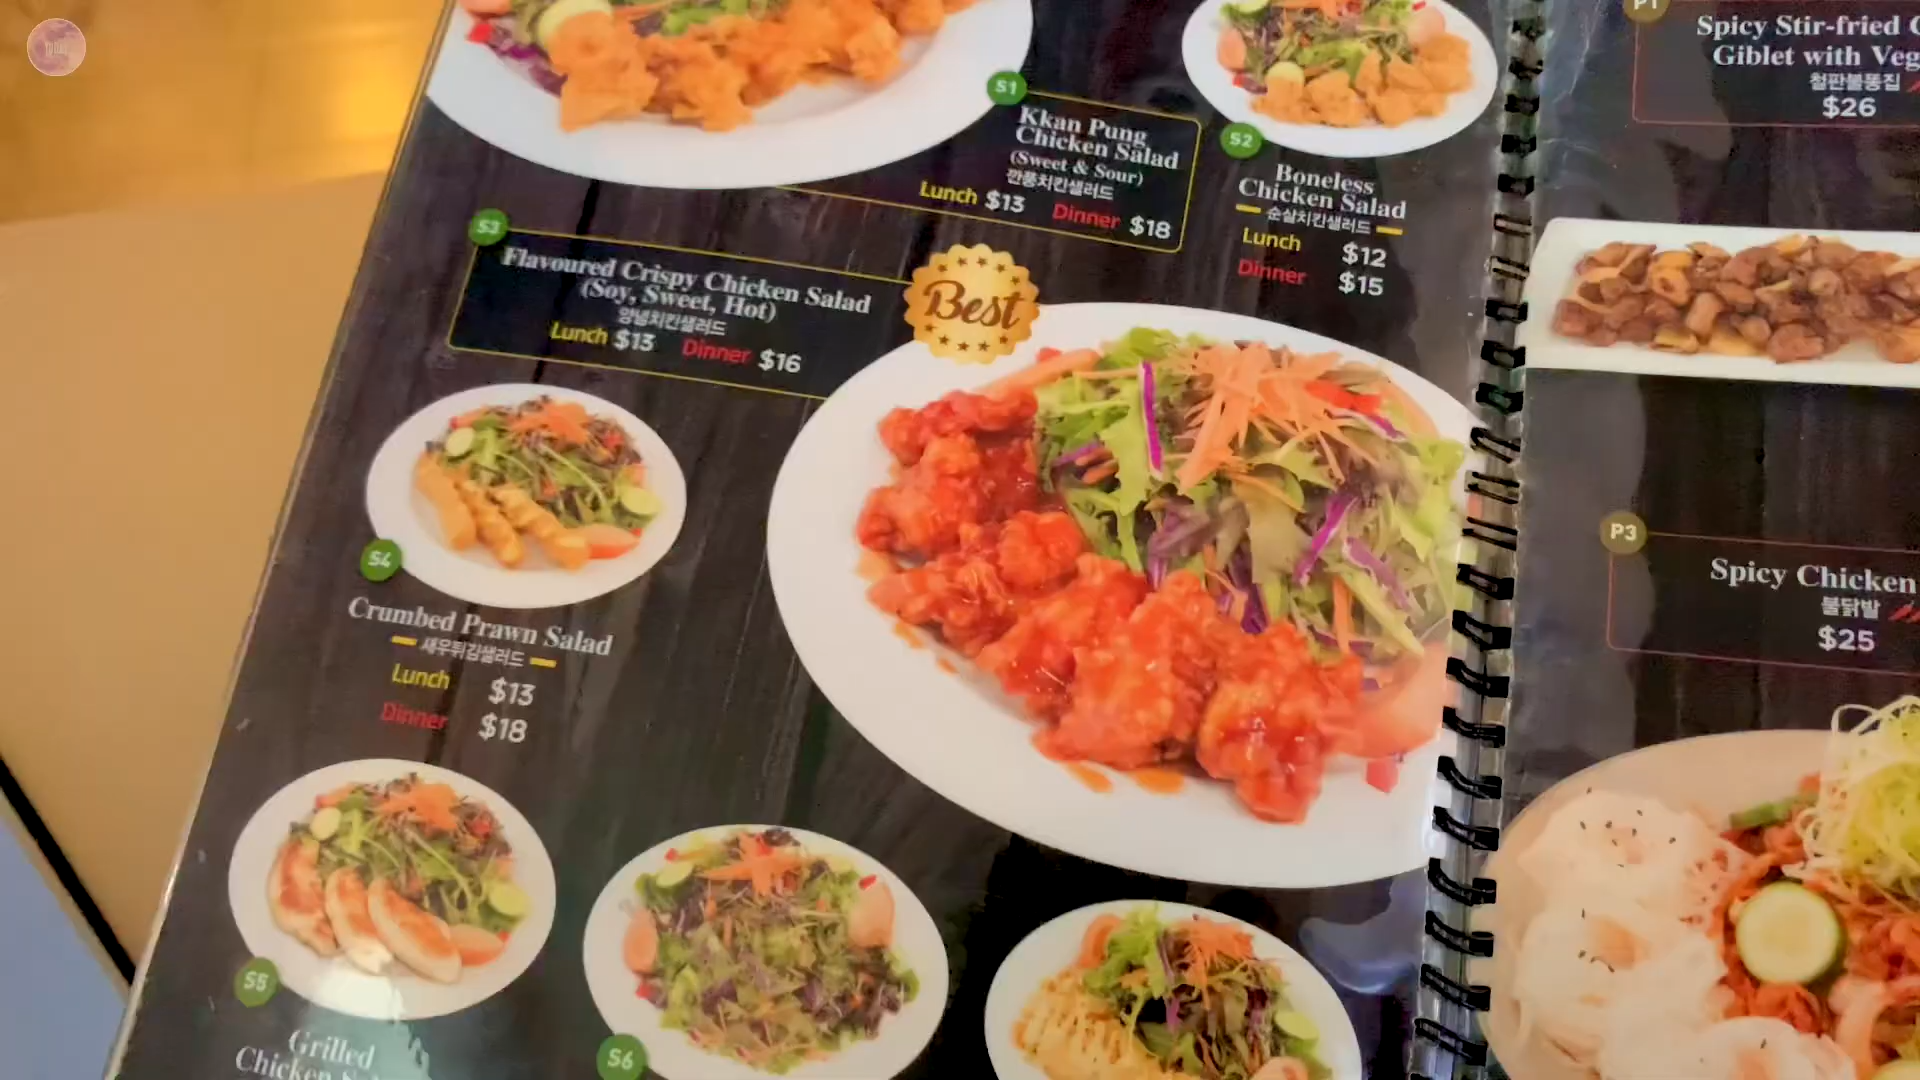 S1
Kkan Pung
Chicken Salad
(Sweet & Sour)
깐풍치킨샐러드
Lunch $13 Dinner $18
S2
Boneless
Chicken Salad
순살치킨샐러드
Lunch $12
Dinner $15
S3
Flavoured Crispy Chicken Salad
(Soy, Sweet, Hot)
양념치킨샐러드
Lunch $13 Dinner $16
Best
S4
Crumbed Prawn Salad
새우튀김샐러드
Lunch $13
Dinner $18
S5
Grilled
Chicken
S6
P1
Spicy Stir-fried
Giblet with
철판불똥집
$26
P3
Spicy Chicken
불닭발
$25